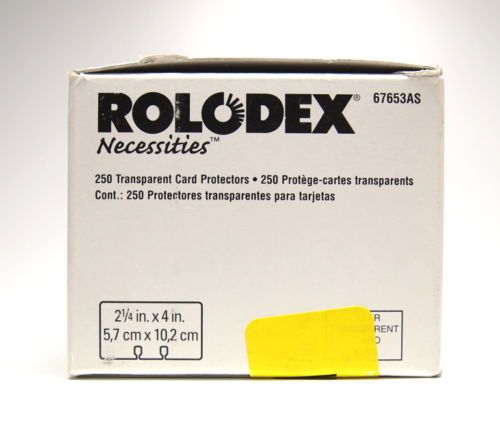 ROLODEX® 67653AS
Necessities™
250 Transparent Card Protectors • 250 Protège-cartes transparents
Cont.: 250 Protectores transparentes para tarjetas
2¼ in. x 4 in.
5,7 cm x 10,2 cm